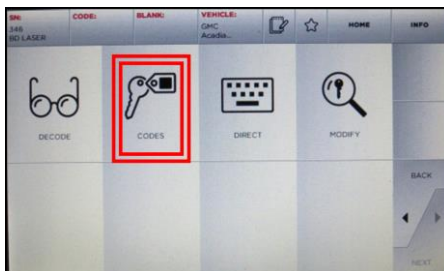 SN:
346
BD LASER
CODE:
BLANK:
VEHICLE:
GMC
Acadia...
HOME
INFO
DECODE
CODES
DIRECT
MODIFY
BACK
NEXT